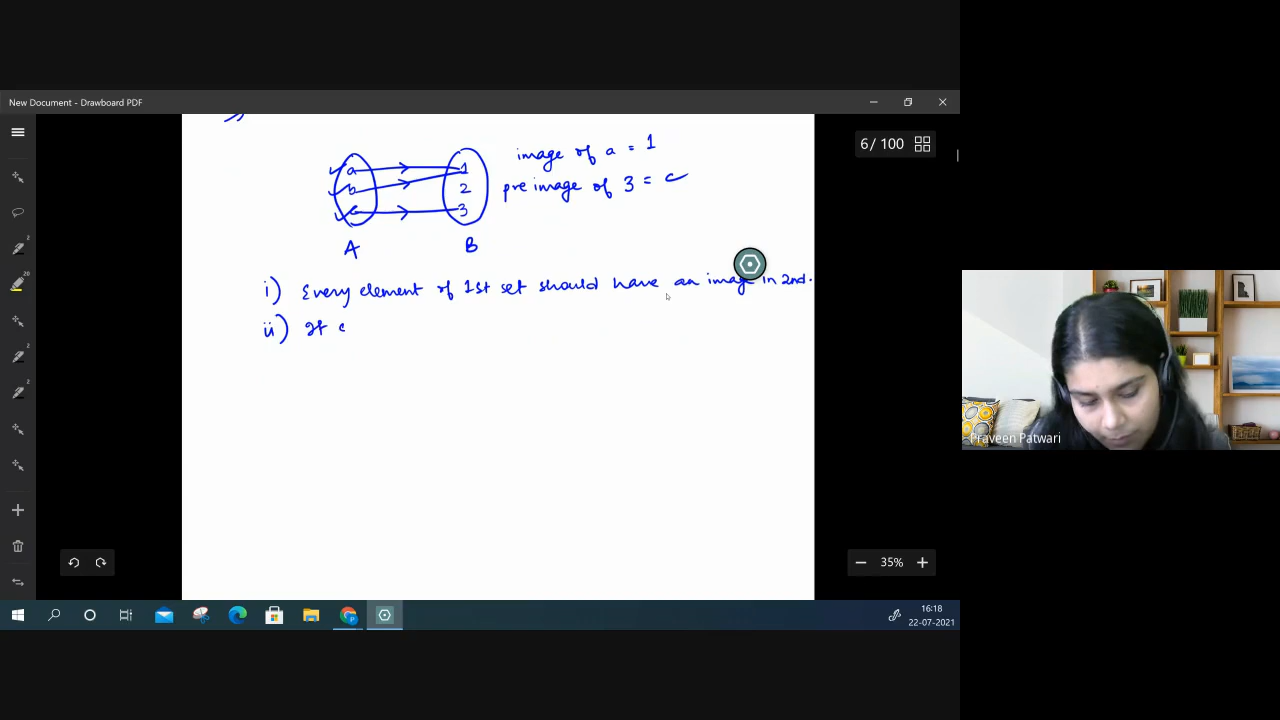 New Document - Drawboard PDF
6 / 100
a 1
b 2
c 3
A B
image of a = 1
pre image of 3 = c
i) Every element of 1st set should have an image in 2nd.
ii) If e
Praveen Patwari
35%
16:18
22-07-2021